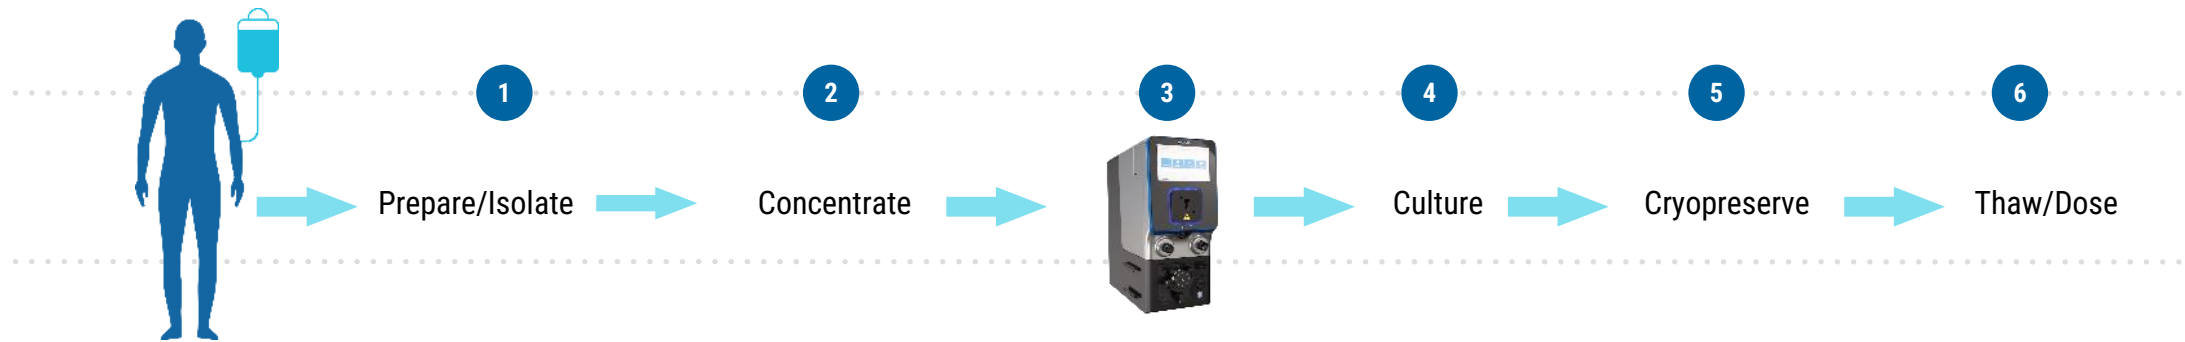 1
2
3
4
5
6
Prepare/Isolate
Concentrate
Culture
Cryopreserve
Thaw/Dose